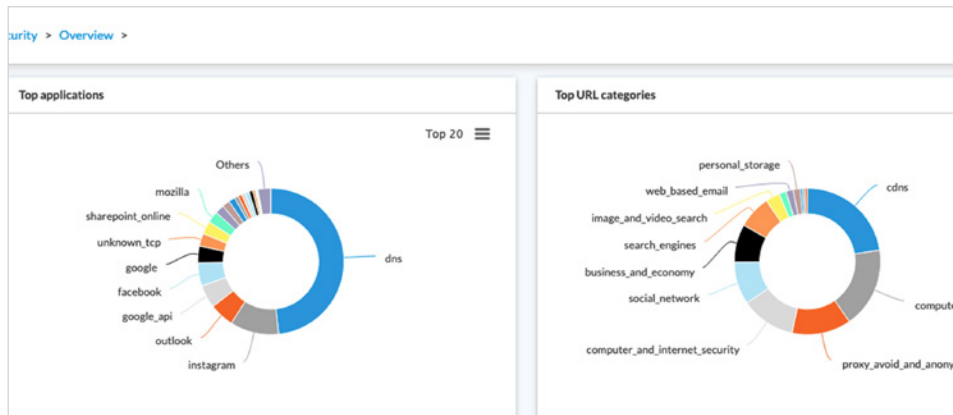 urity > Overview >
Top applications
Top 20
Others
mozilla
sharepoint_online
unknown_tcp
google
facebook
google_api
outlook
instagram
dns
Top URL categories
personal_storage
web_based_email
image_and_video_search
search_engines
business_and_economy
social_network
computer_and_internet_security
cdns
compute
proxy_avoid_and_anony